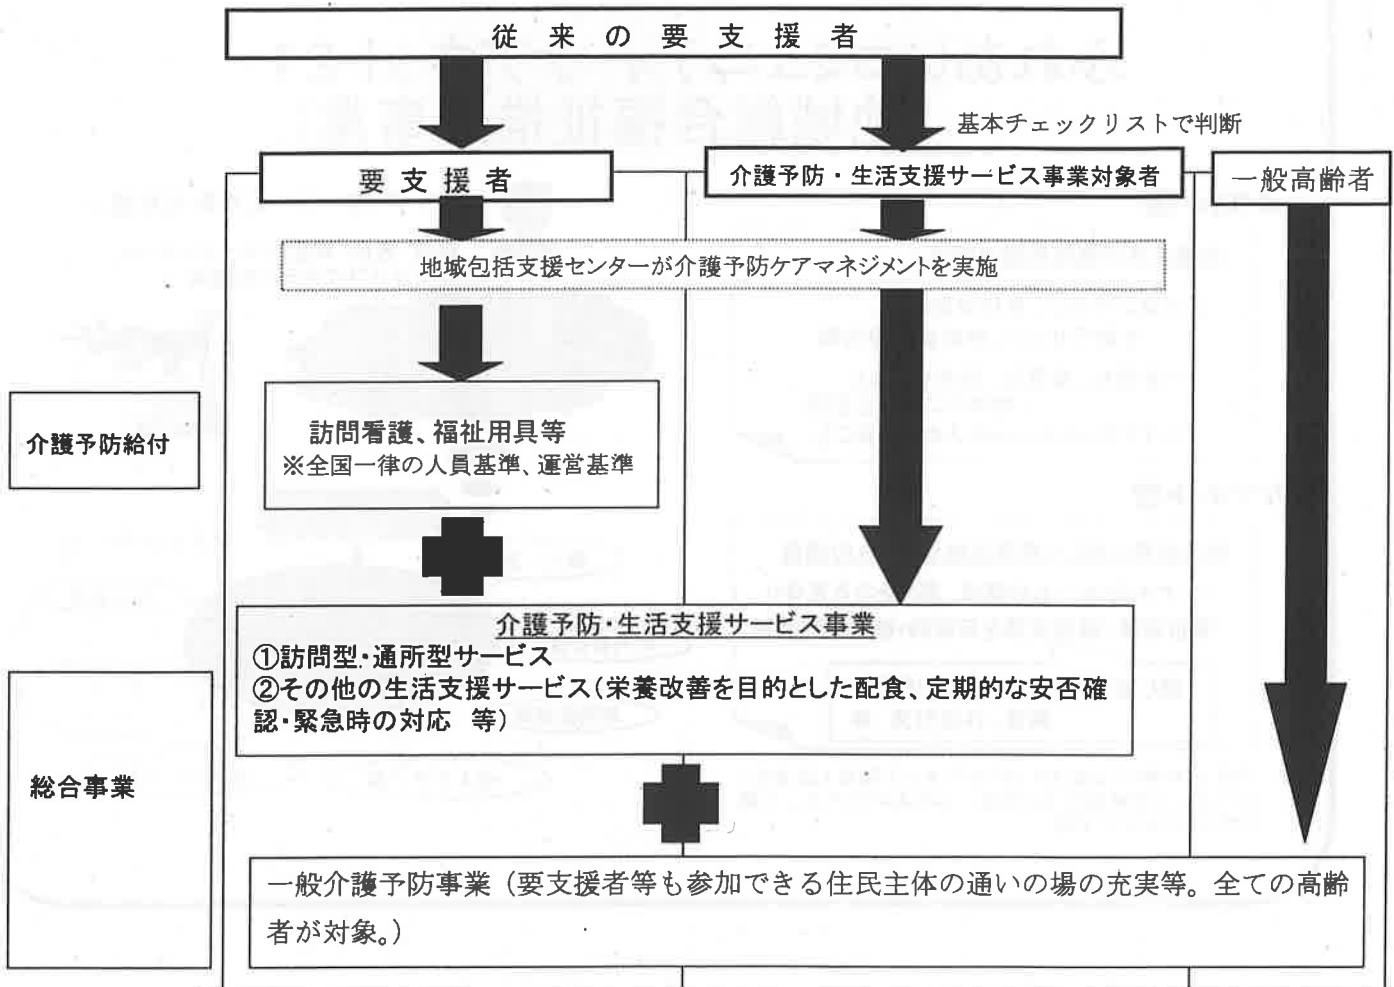 従来の要支援者
基本チェックリストで判断
要支援者
介護予防・生活支援サービス事業対象者
一般高齢者
地域包括支援センターが介護予防ケアマネジメントを実施
介護予防給付
訪問看護、福祉用具等
※全国一律の人員基準、運営基準
介護予防・生活支援サービス事業
①訪問型・通所型サービス
②その他の生活支援サービス（栄養改善を目的とした配食、定期的な安否確
認・緊急時の対応　等）
総合事業
一般介護予防事業（要支援者等も参加できる住民主体の通いの場の充実等。全ての高齢
者が対象。）